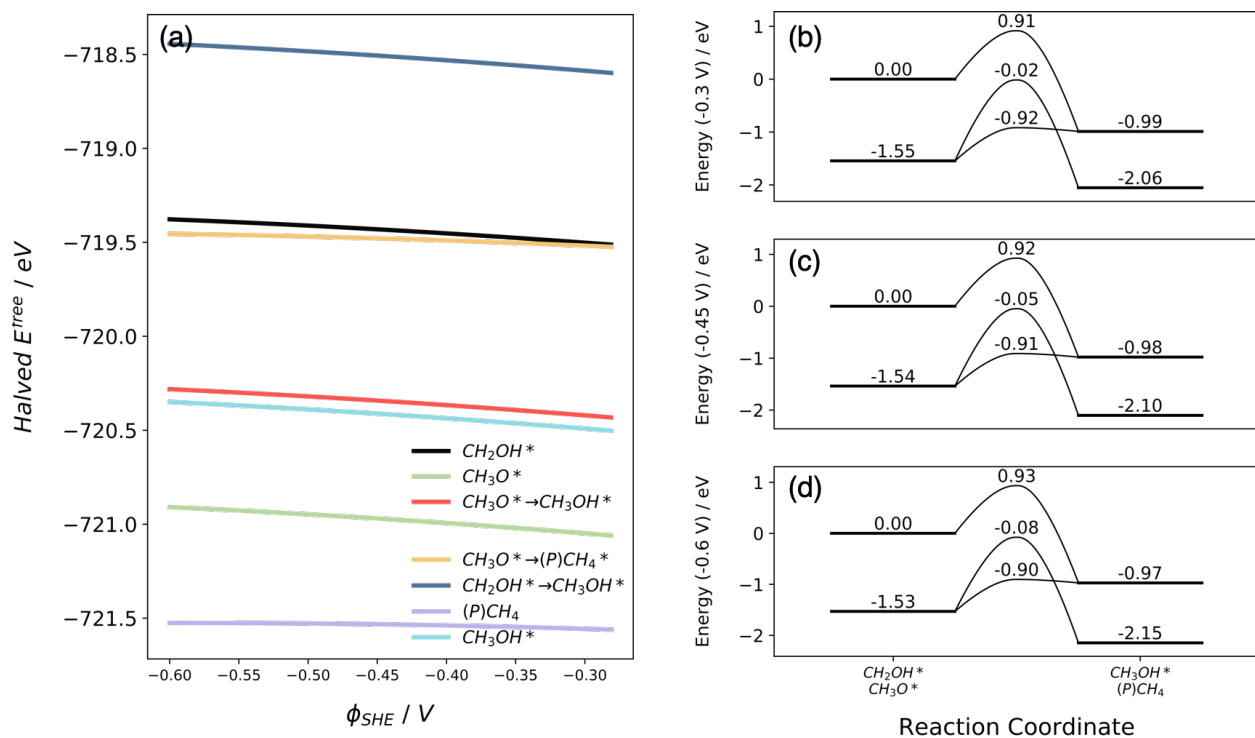 (a)
Halved E^free / eV
−718.5
−719.0
−719.5
−720.0
−720.5
−721.0
−721.5
CH₂OH*
CH₃O*
CH₃O*→CH₃OH*
CH₃O*→(P)CH₄*
CH₂OH*→CH₃OH*
(P)CH₄
CH₃OH*
−0.60 −0.55 −0.50 −0.45 −0.40 −0.35 −0.30
ϕ_SHE / V
(b)
Energy (-0.3 V) / eV
1
0
−1
−2
0.91
0.00
-0.02
-0.92
-0.99
-1.55
-2.06
(c)
Energy (-0.45 V) / eV
1
0
−1
−2
0.92
0.00
-0.05
-0.91
-0.98
-1.54
-2.10
(d)
Energy (-0.6 V) / eV
1
0
−1
−2
0.93
0.00
-0.08
-0.90
-0.97
-1.53
-2.15
CH₂OH* CH₃OH*
CH₃O* (P)CH₄
Reaction Coordinate